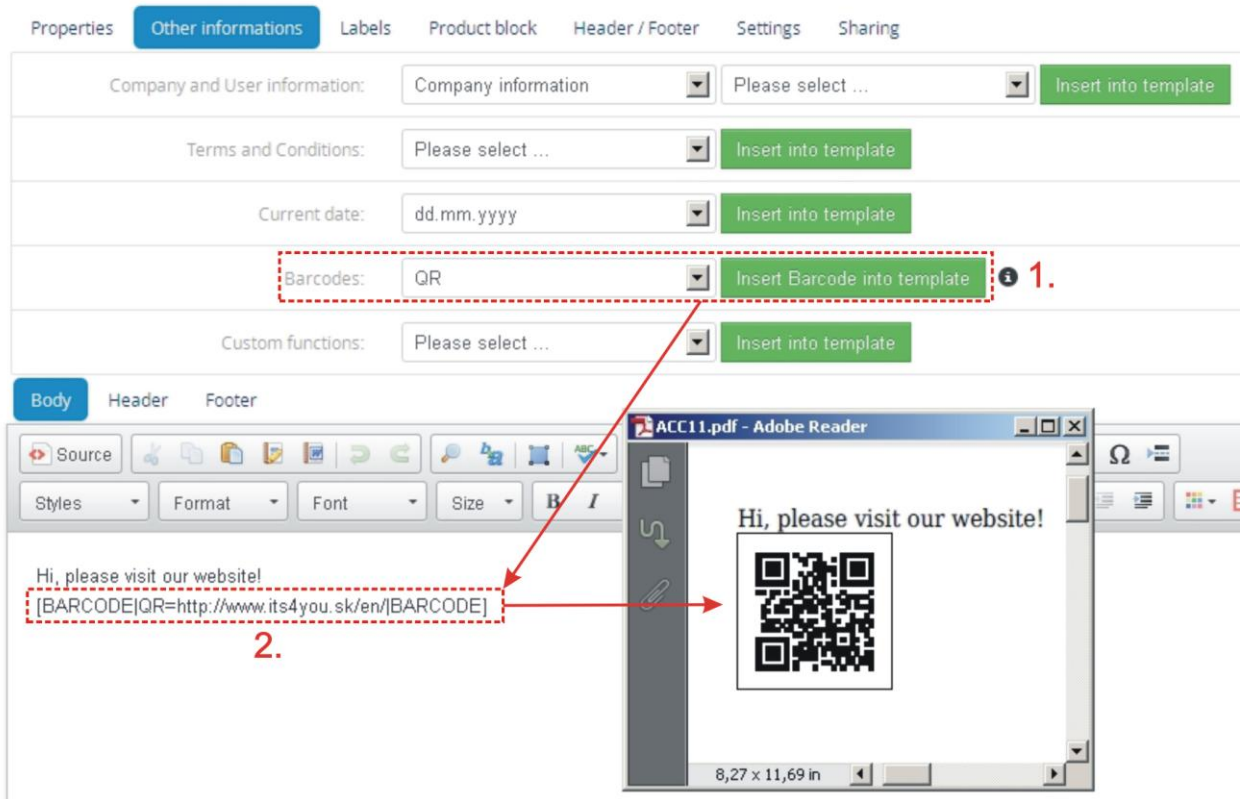 Properties Other informations Labels Product block Header / Footer Settings Sharing
Company and User information: Company information Please select ... Insert into template
Terms and Conditions: Please select ... Insert into template
Current date: dd.mm.yyyy Insert into template
Barcodes: QR Insert Barcode into template 1.
Custom functions: Please select ... Insert into template
Body Header Footer
ACC11.pdf - Adobe Reader
Source ABC Ω
Styles Format Font Size B I
Hi, please visit our website!
Hi, please visit our website!
[BARCODE|QR=http://www.its4you.sk/en/|BARCODE]
2.
8,27 x 11,69 in